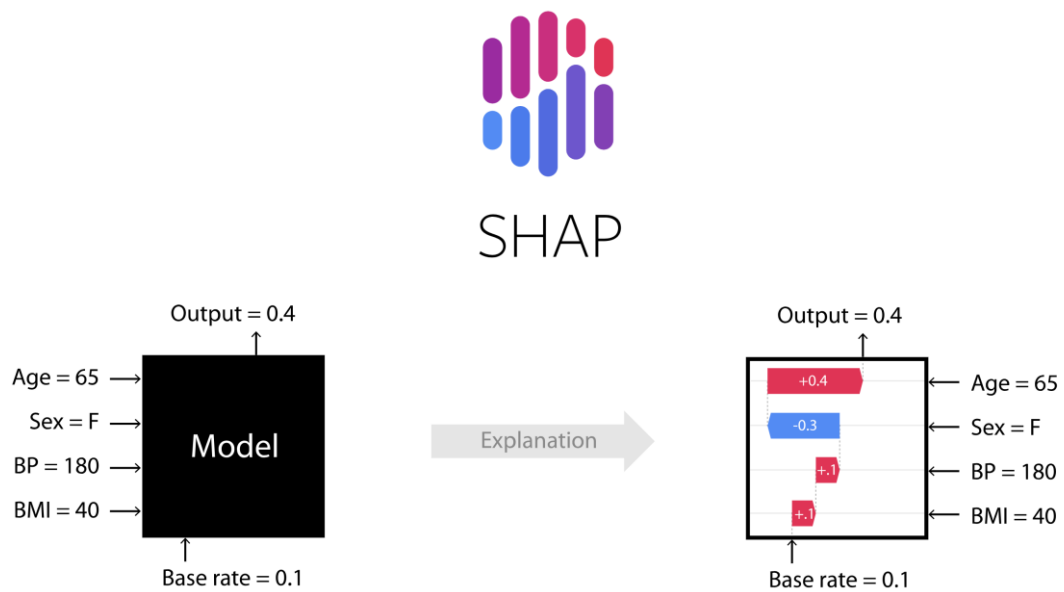 SHAP
Output = 0.4
Age = 65
Sex = F
BP = 180
BMI = 40
Model
Base rate = 0.1
Explanation
Output = 0.4
+0.4
Age = 65
-0.3
Sex = F
+.1
BP = 180
+.1
BMI = 40
Base rate = 0.1